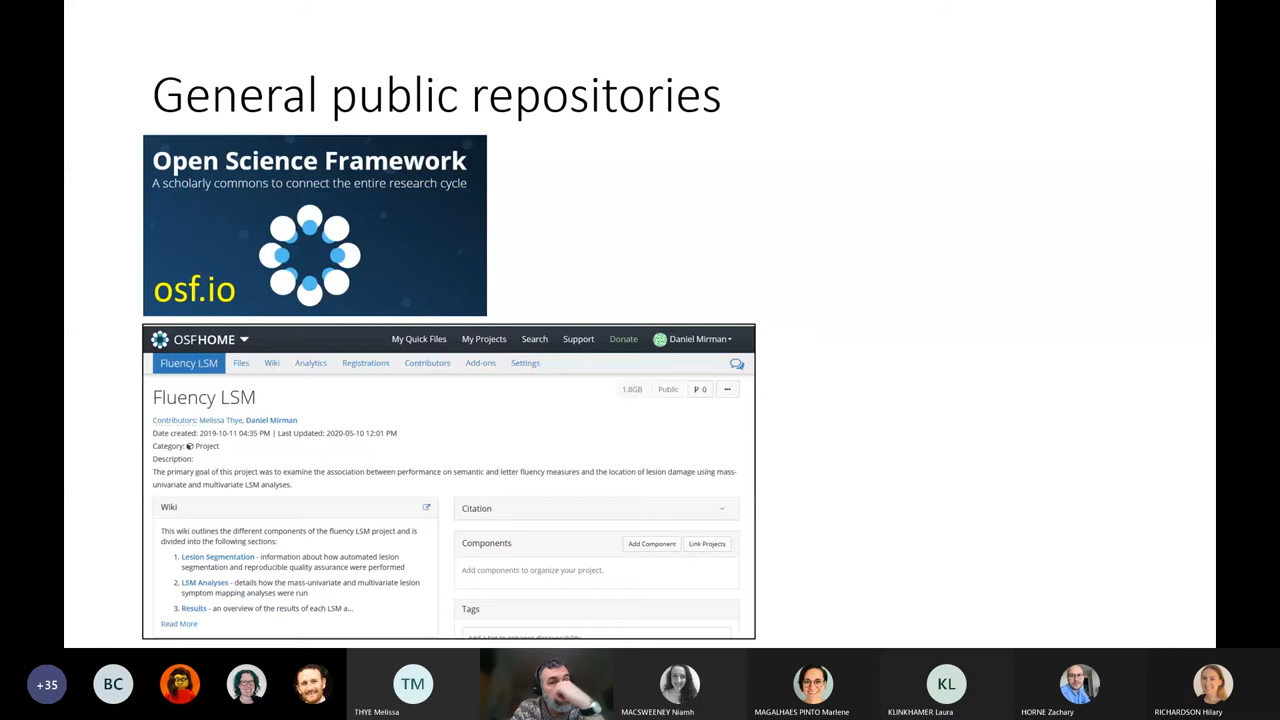 General public repositories
Open Science Framework
A scholarly commons to connect the entire research cycle
osf.io
OSFHOME
My Quick Files My Projects Search Support Donate Daniel Mirman
Fluency LSM Files Wiki Analytics Registrations Contributors Add-ons Settings
Fluency LSM
1.8GB Public 0 ...
Contributors: Melissa Thye, Daniel Mirman
Date created: 2019-10-11 04:35 PM | Last Updated: 2020-05-10 12:01 PM
Category: Project
Description:
The primary goal of this project was to examine the association between performance on semantic and letter fluency measures and the location of lesion damage using mass-
univariate and multivariate LSM analyses.
Wiki
This wiki outlines the different components of the fluency LSM project and is
divided into the following sections:
1. Lesion Segmentation - information about how automated lesion
segmentation and reproducible quality assurance were performed
2. LSM Analyses - details how the mass-univariate and multivariate lesion
symptom mapping analyses were run
3. Results - an overview of the results of each LSM a...
Read More
Citation
Components Add Component Link Projects
Add components to organize your project.
Tags
Add a tag to enhance discoverability
+35 BC TM KL
THYE Melissa MACSWEENEY Niamh MAGALHAES PINTO Marlene KLINKHAMER Laura HORNE Zachary RICHARDSON Hilary